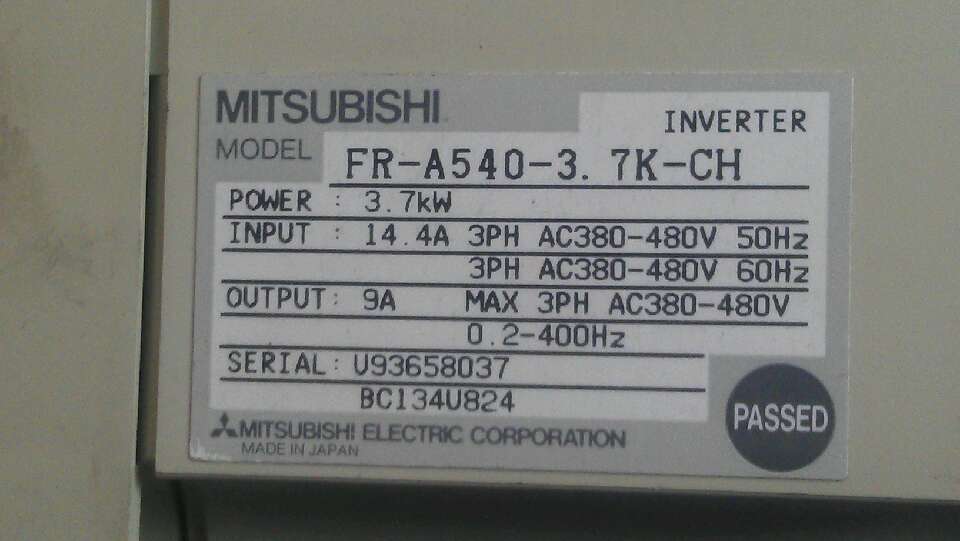 MITSUBISHI
INVERTER
MODEL FR-A540-3.7K-CH
POWER : 3.7kW
INPUT : 14.4A 3PH AC380-480V 50Hz
3PH AC380-480V 60Hz
OUTPUT: 9A MAX 3PH AC380-480V
0.2-400Hz
SERIAL: U93658037
BC134U824
PASSED
MITSUBISHI ELECTRIC CORPORATION
MADE IN JAPAN